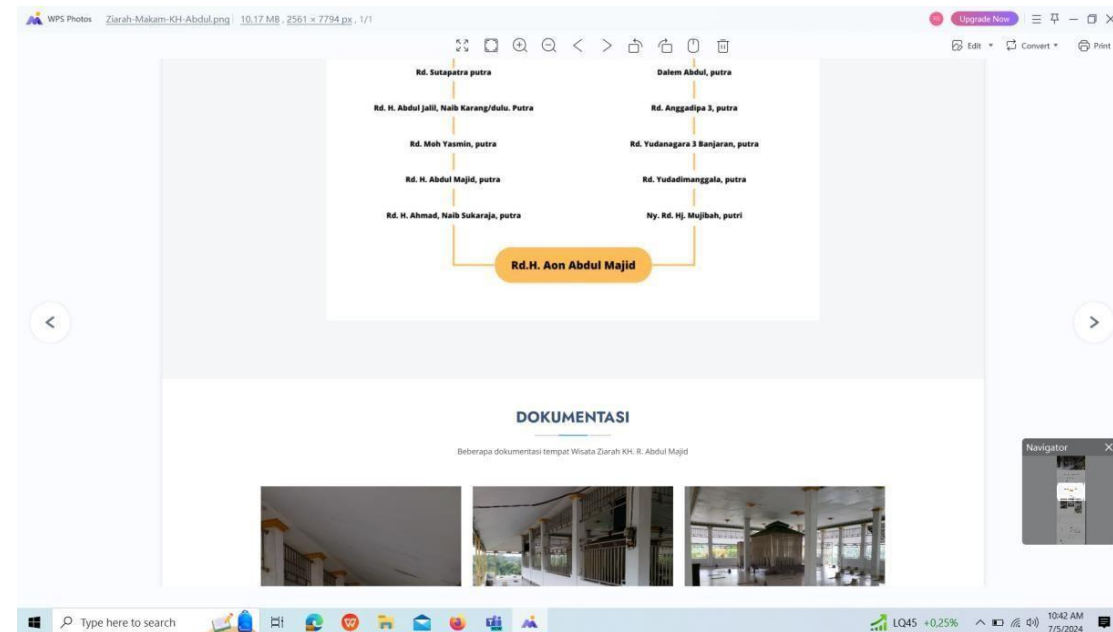 WPS Photos Ziarah-Makam-KH-Abdul.png | 10.17 MB , 2561 × 7794 px , 1/1
Upgrade Now
Edit Convert Print
Rd. Sutapatra putra
Dalem Abdul, putra
Rd. H. Abdul Jalil, Naib Karang/dulu. Putra
Rd. Anggadipa 3, putra
Rd. Moh Yasmin, putra
Rd. Yudanagara 3 Banjaran, putra
Rd. H. Abdul Majid, putra
Rd. Yudadimanggala, putra
Rd. H. Ahmad, Naib Sukaraja, putra
Ny. Rd. Hj. Mujibah, putri
Rd.H. Aon Abdul Majid
DOKUMENTASI
Beberapa dokumentasi tempat Wisata Ziarah KH. R. Abdul Majid
Navigator
Type here to search
LQ45 +0,25%
10:42 AM
7/5/2024